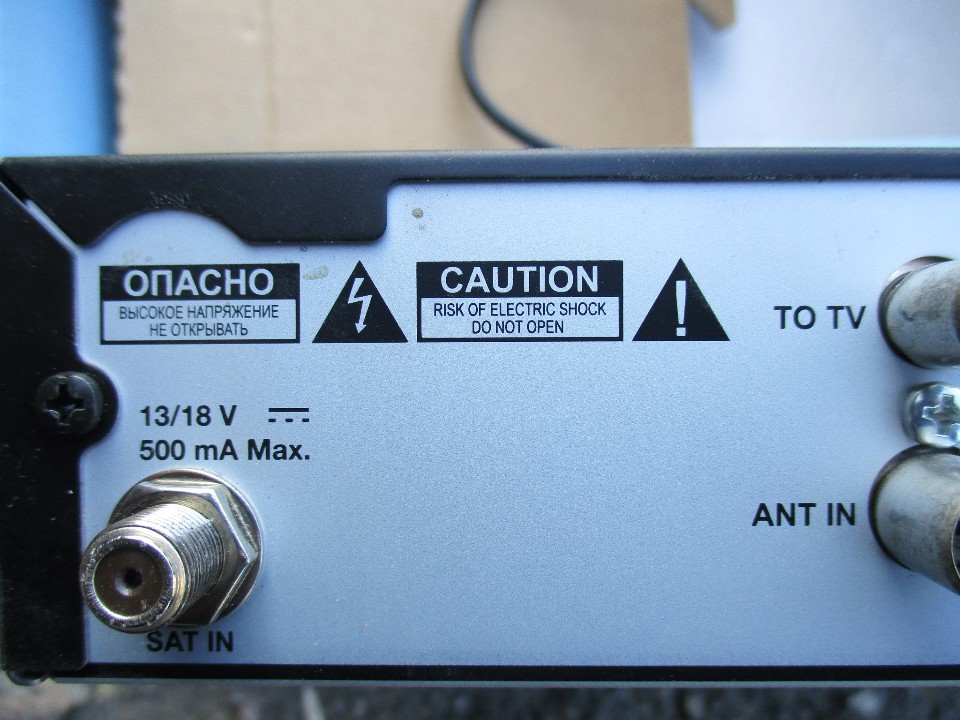 ОПАСНО
ВЫСОКОЕ НАПРЯЖЕНИЕ
НЕ ОТКРЫВАТЬ
CAUTION
RISK OF ELECTRIC SHOCK
DO NOT OPEN
!
TO TV
13/18 V
500 mA Max.
ANT IN
SAT IN